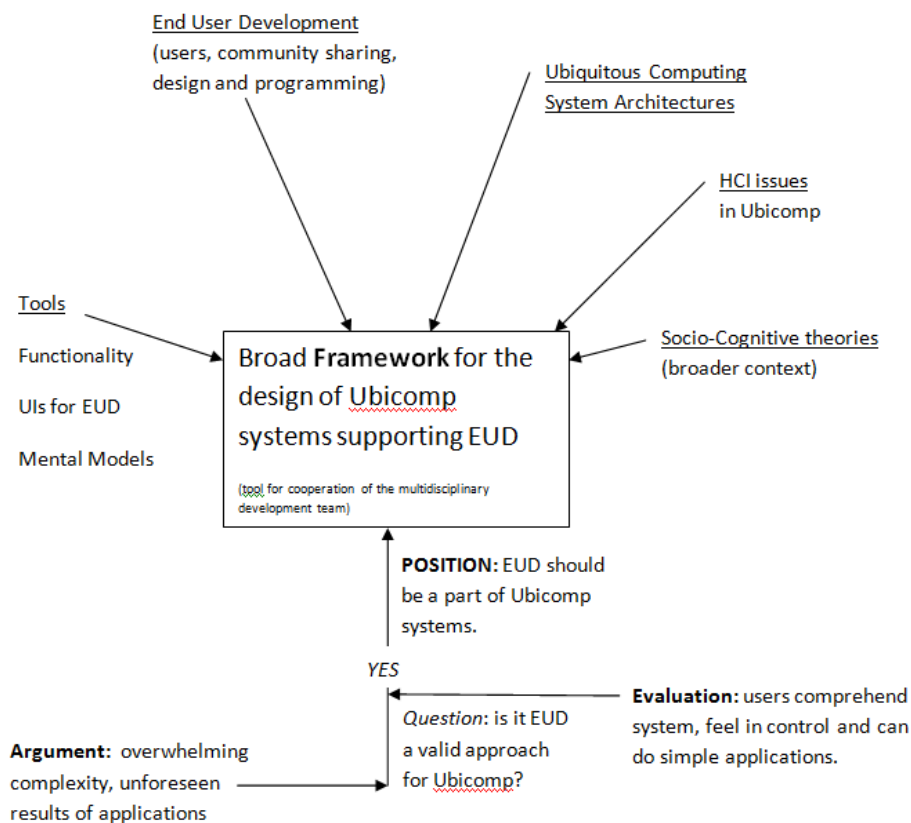 End User Development
(users, community sharing,
design and programming)
Ubiquitous Computing
System Architectures
HCI issues
in Ubicomp
Tools
Functionality
UIs for EUD
Mental Models
Broad Framework for the
design of Ubicomp
systems supporting EUD
(tool for cooperation of the multidisciplinary
development team)
Socio-Cognitive theories
(broader context)
POSITION: EUD should
be a part of Ubicomp
systems.
YES
Question: is it EUD
a valid approach
for Ubicomp?
Evaluation: users comprehend
system, feel in control and can
do simple applications.
Argument: overwhelming
complexity, unforeseen
results of applications